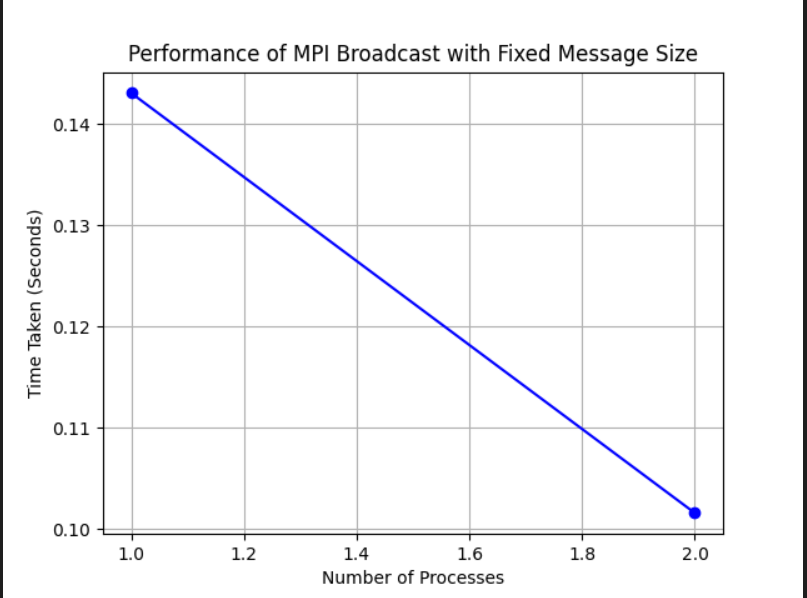 Performance of MPI Broadcast with Fixed Message Size
Time Taken (Seconds)
0.14
0.13
0.12
0.11
0.10
1.0 1.2 1.4 1.6 1.8 2.0
Number of Processes